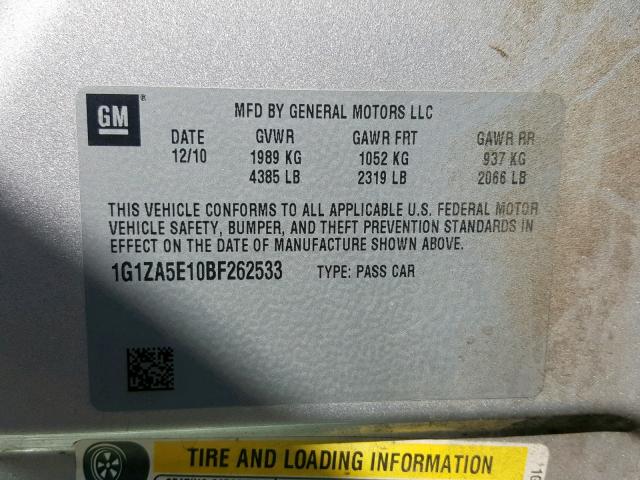 GM ® MFD BY GENERAL MOTORS LLC
DATE GVWR GAWR FRT GAWR RR
12/10 1989 KG 1052 KG 937 KG
4385 LB 2319 LB 2066 LB
THIS VEHICLE CONFORMS TO ALL APPLICABLE U.S. FEDERAL MOTOR
VEHICLE SAFETY, BUMPER, AND THEFT PREVENTION STANDARDS IN
EFFECT ON THE DATE OF MANUFACTURE SHOWN ABOVE.
1G1ZA5E10BF262533 TYPE: PASS CAR
TIRE AND LOADING INFORMATION